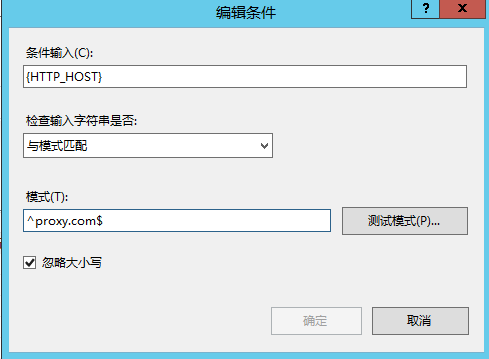 编辑条件
?
x
条件输入(C):
{HTTP_HOST}
检查输入字符串是否:
与模式匹配
模式(T):
^proxy.com$
测试模式(P)...
忽略大小写
确定
取消